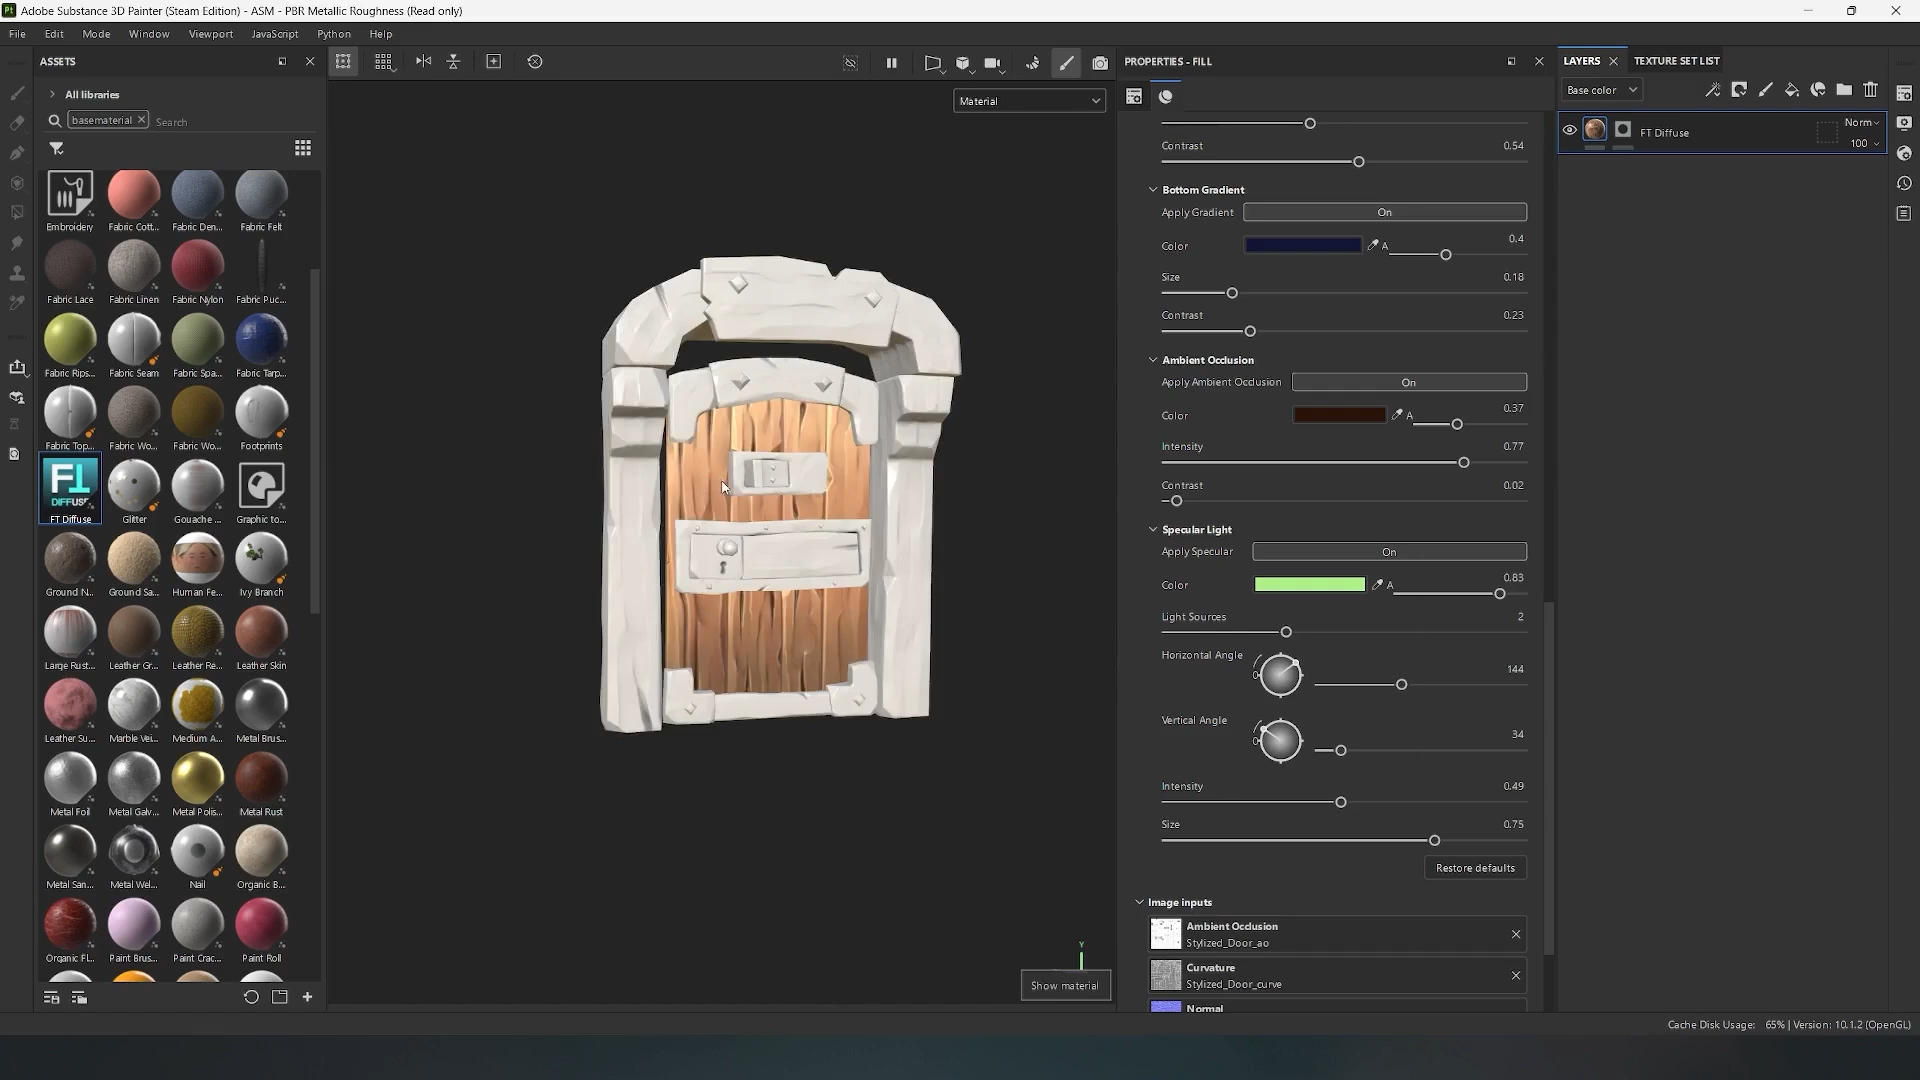 Pt Adobe Substance 3D Painter (Steam Edition) - ASM - PBR Metallic Roughness (Read only)
File Edit Mode Window Viewport JavaScript Python Help
ASSETS
All libraries
basematerial Search
Embroidery Fabric Cott... Fabric Den... Fabric Felt
Fabric Lace Fabric Linen Fabric Nylon Fabric Puc...
Fabric Rips... Fabric Seam Fabric Spa... Fabric Tarp...
Fabric Top... Fabric Wo... Fabric Wo... Footprints
FT
DIFFUSE
FT Diffuse Glitter Gouache ... Graphic to...
Ground N... Ground Sa... Human Fe... Ivy Branch
Large Rust... Leather Gr... Leather Re... Leather Skin
Leather Su... Marble Vei... Medium A... Metal Brus...
Metal Foil Metal Galv... Metal Polis... Metal Rust
Metal San... Metal Wel... Nail Organic B...
Organic Fl... Paint Brus... Paint Crac... Paint Roll
Material
Y
Show material
PROPERTIES - FILL
Contrast 0.54
Bottom Gradient
Apply Gradient On
Color A 0.4
Size 0.18
Contrast 0.23
Ambient Occlusion
Apply Ambient Occlusion On
Color A 0.37
Intensity 0.77
Contrast 0.02
Specular Light
Apply Specular On
Color A 0.83
Light Sources 2
Horizontal Angle 0 144
Vertical Angle 0 34
Intensity 0.49
Size 0.75
Restore defaults
Image inputs
Ambient Occlusion
Stylized_Door_ao
Curvature
Stylized_Door_curve
Normal
LAYERS TEXTURE SET LIST
Base color
FT Diffuse Norm
100
Cache Disk Usage: 65% | Version: 10.1.2 (OpenGL)